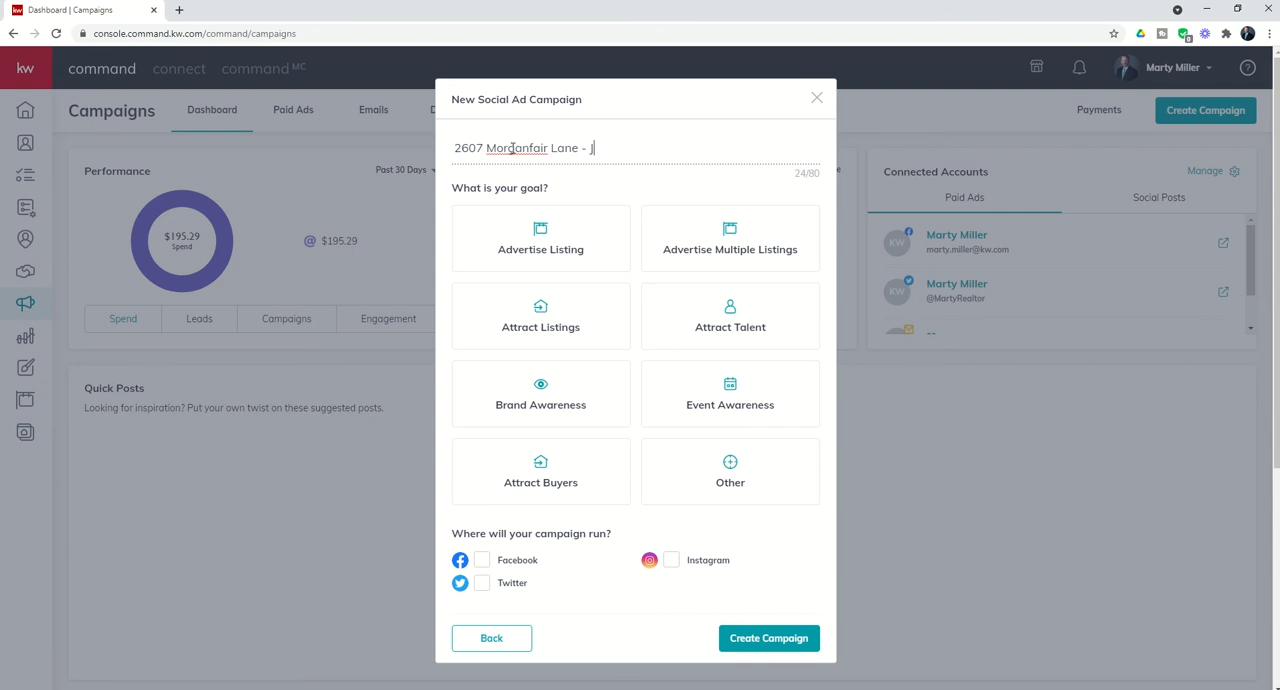 Dashboard | Campaigns
console.command.kw.com/command/campaigns
kw command connect command MC Marty Miller
Campaigns Dashboard Paid Ads Emails D Payments Create Campaign
New Social Ad Campaign
2607 Morganfair Lane - J
24/80
Performance Past 30 Days
$195.29
Spend
$195.29
Spend Leads Campaigns Engagement
Quick Posts
Looking for inspiration? Put your own twist on these suggested posts.
What is your goal?
Advertise Listing Advertise Multiple Listings
Attract Listings Attract Talent
Brand Awareness Event Awareness
Attract Buyers Other
Where will your campaign run?
Facebook Instagram
Twitter
Back Create Campaign
Connected Accounts Manage
Paid Ads Social Posts
KW Marty Miller
marty.miller@kw.com
KW Marty Miller
@MartyRealtor